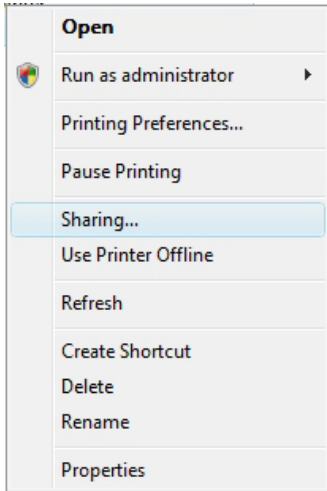 Open
Run as administrator
Printing Preferences...
Pause Printing
Sharing...
Use Printer Offline
Refresh
Create Shortcut
Delete
Rename
Properties